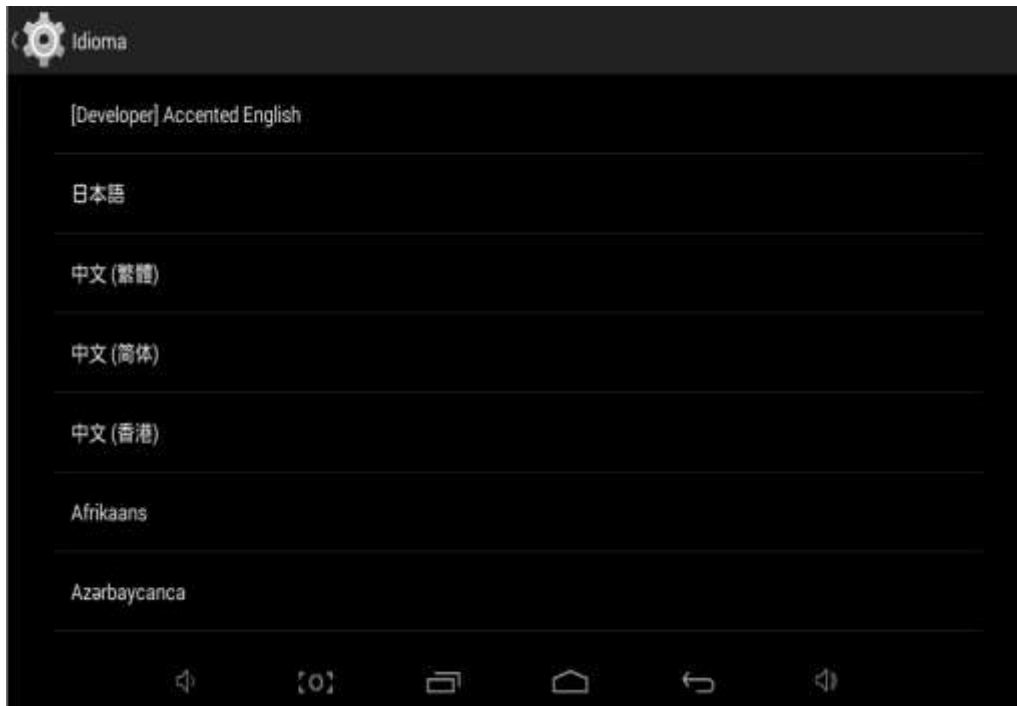 Idioma
[Developer] Accented English
日本語
中文 (繁體)
中文 (简体)
中文 (香港)
Afrikaans
Azərbaycanca